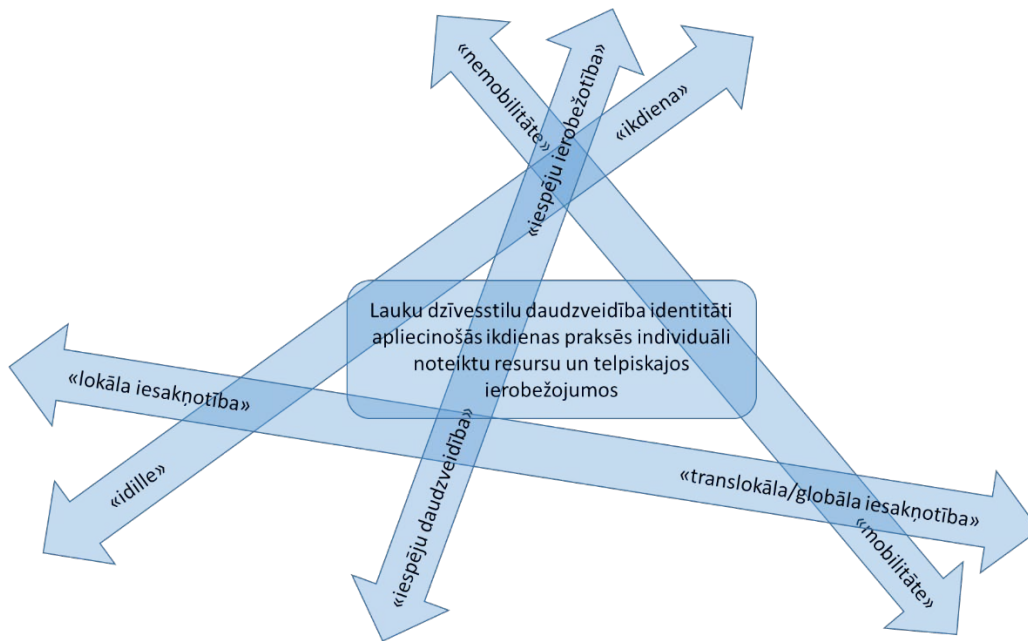 «nemobilitāte»
«iespēju ierobežotība»
«ikdiena»
Lauku dzīvesstilu daudzveidība identitāti
apliecinošās ikdienas praksēs individuāli
noteiktu resursu un telpiskajos
ierobežojumos
«lokāla iesakņotība»
«idille»
«iespēju daudzveidība»
«translokāla/globāla iesakņotība»
«mobilitāte»